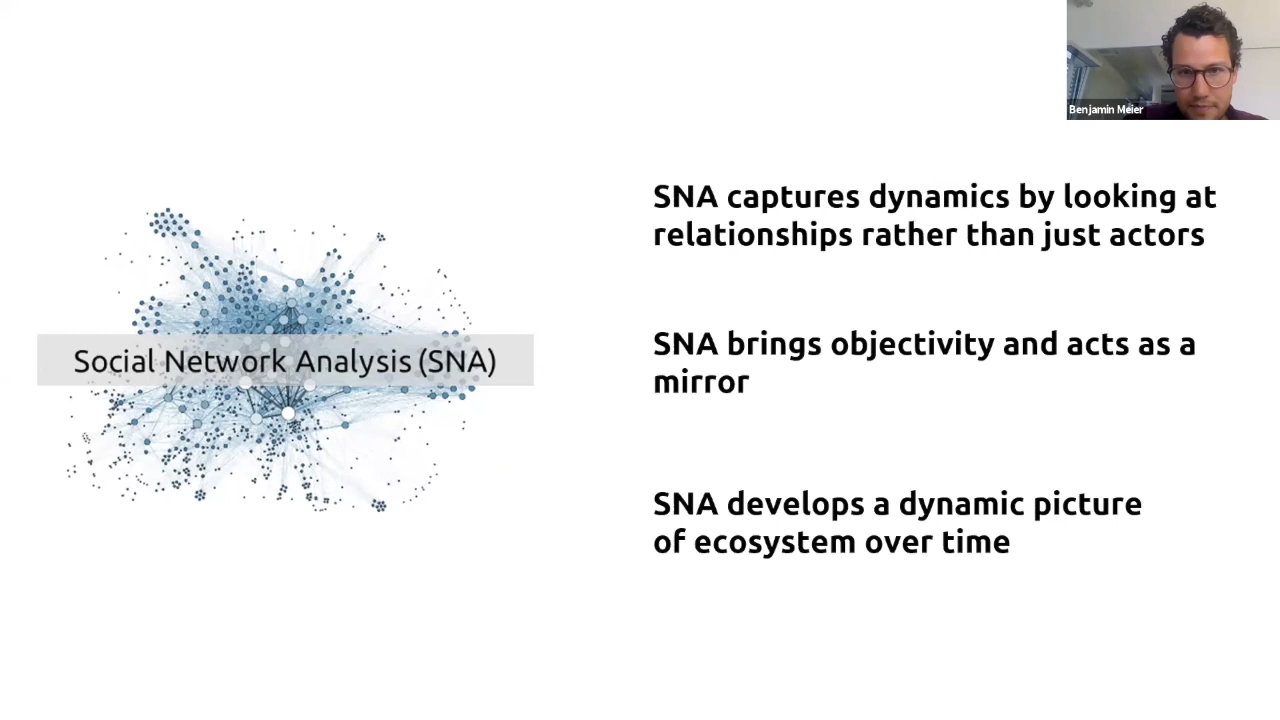 Benjamin Meier
SNA captures dynamics by looking at
relationships rather than just actors
Social Network Analysis (SNA)
SNA brings objectivity and acts as a
mirror
SNA develops a dynamic picture
of ecosystem over time